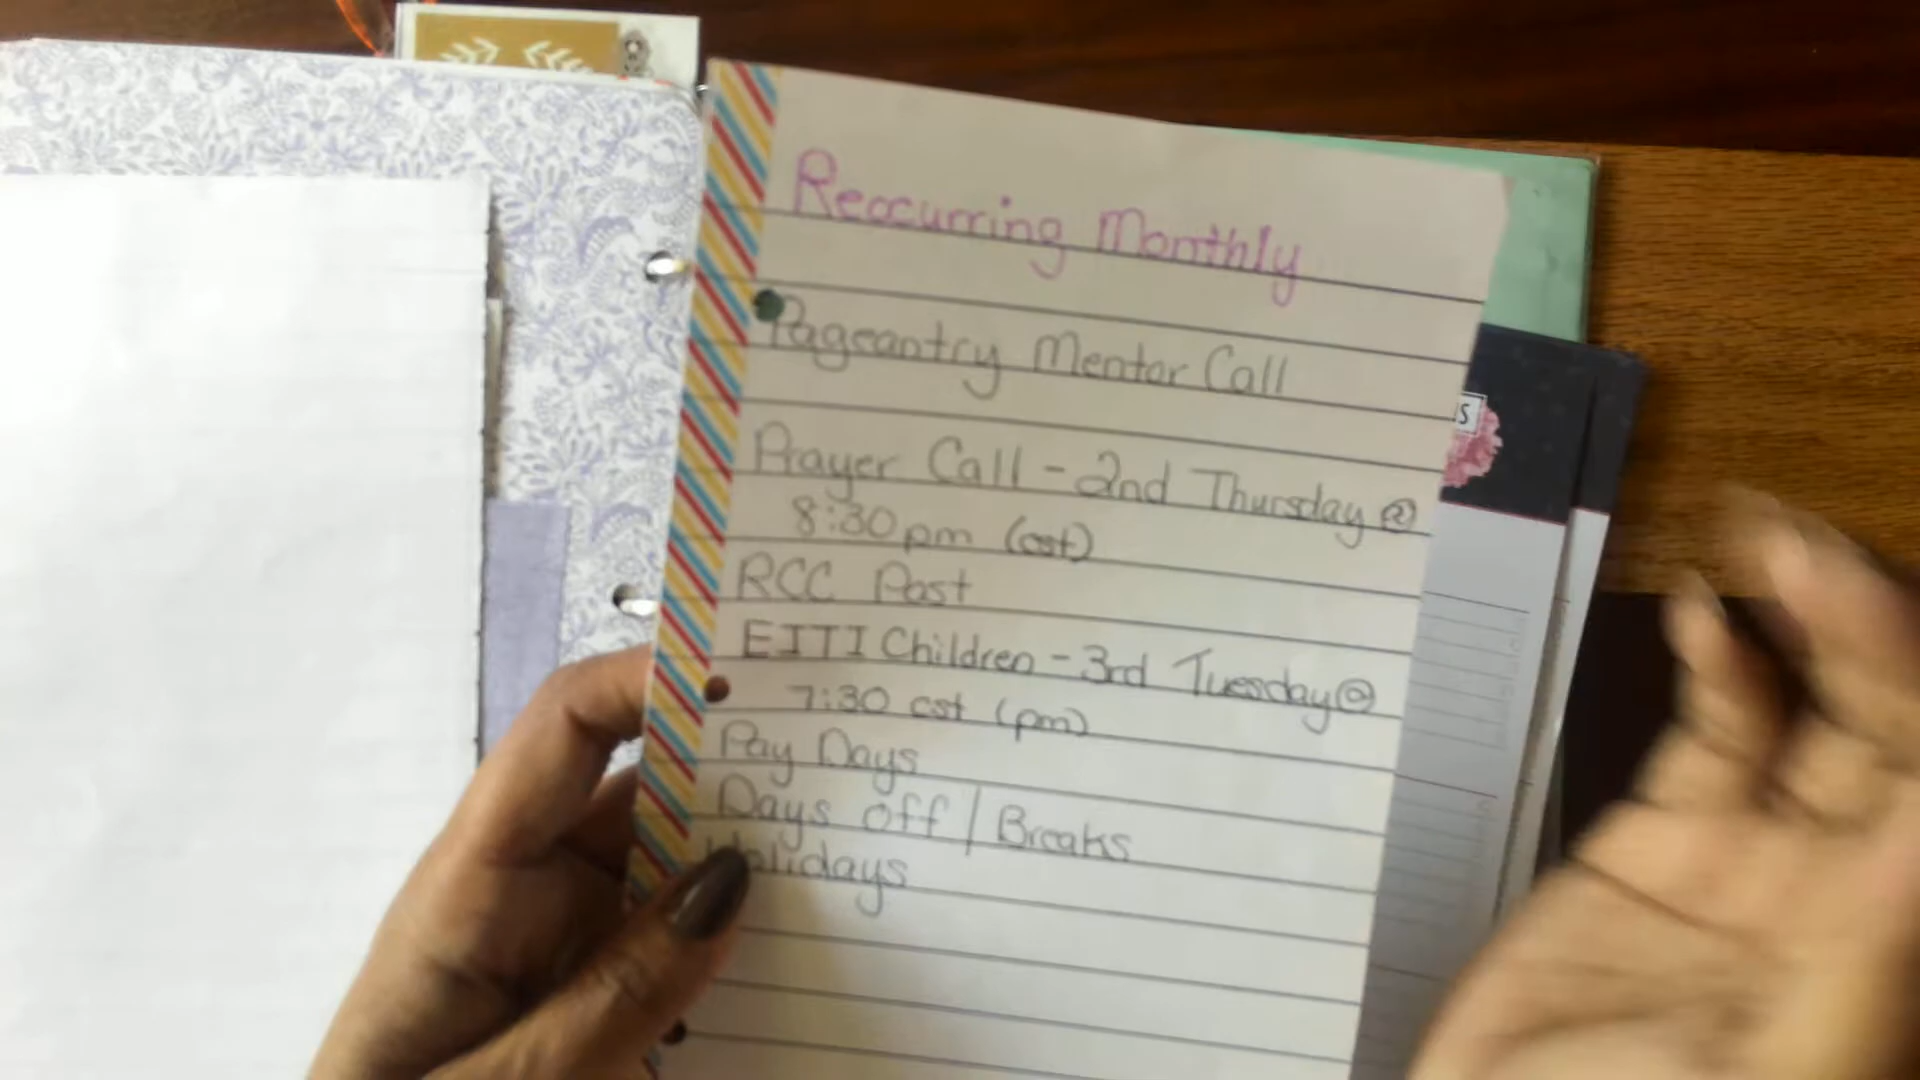 Reocurring Monthly
Pageantry Mentor Call
Prayer Call - 2nd Thursday @
8:30 pm (cst)
RCC Post
EITI Children - 3rd Tuesday @
7:30 cst (pm)
Pay Days
Days off / Breaks
Holidays